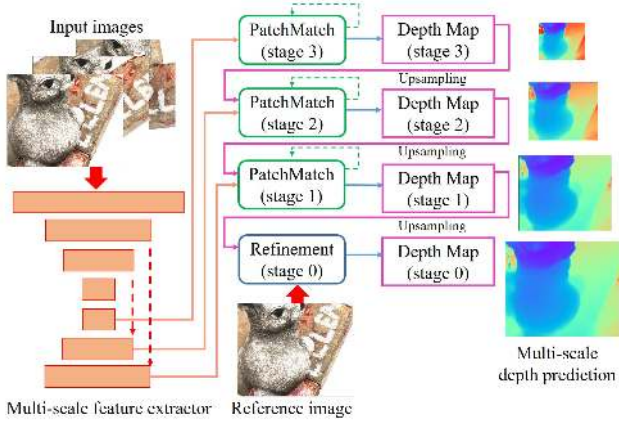 Input images
PatchMatch
(stage 3)
Depth Map
(stage 3)
Upsampling
PatchMatch
(stage 2)
Depth Map
(stage 2)
Upsampling
PatchMatch
(stage 1)
Depth Map
(stage 1)
Upsampling
Refinement
(stage 0)
Depth Map
(stage 0)
Multi-scale
depth prediction
Multi-scale feature extractor
Reference image